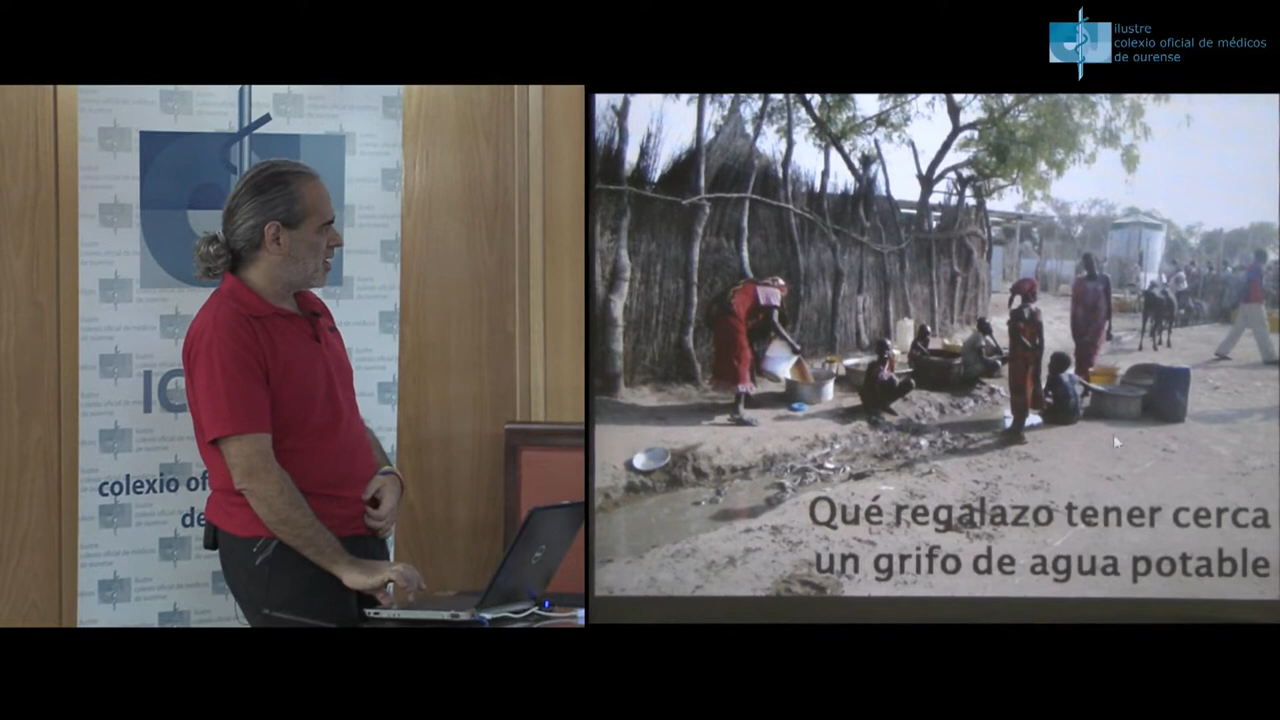 ilustre
colexio oficial de médicos
de ourense
colexio of
de
IC
Qué regalazo tener cerca
un grifo de agua potable